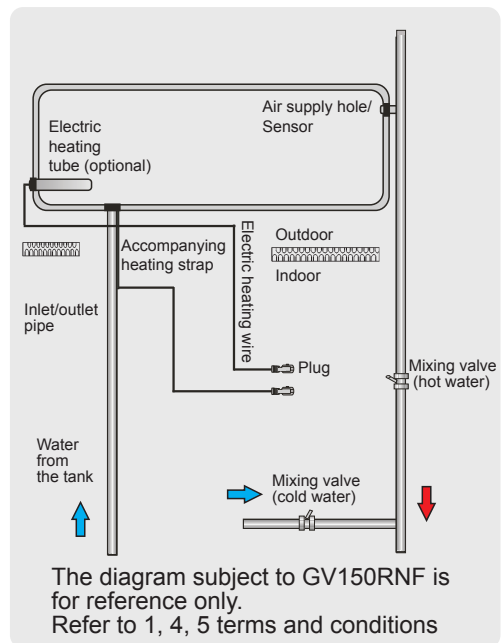 Air supply hole/
Sensor
Electric
heating
tube (optional)
Electric heating wire
Outdoor
Indoor
Accompanying
heating strap
Inlet/outlet
pipe
Plug
Mixing valve
(hot water)
Water
from
the tank
Mixing valve
(cold water)
The diagram subject to GV150RNF is
for reference only.
Refer to 1, 4, 5 terms and conditions